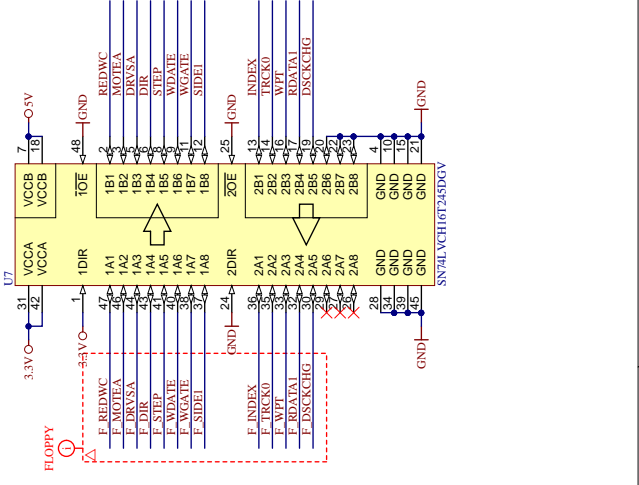 REDWC
MOTEA
DRVSA
DIR
STEP
WDATE
WGATE
SIDE1
INDEX
TRCK0
WPT
RDATA1
DSCKCHG
5V
GND
GND
GND
7
18
48
2
3
5
6
8
9
11
12
25
13
14
16
17
19
20
22
23
4
10
15
21
VCCB
VCCB
1OE
1B1
1B2
1B3
1B4
1B5
1B6
1B7
1B8
2OE
2B1
2B2
2B3
2B4
2B5
2B6
2B7
2B8
GND
GND
GND
GND
U7
VCCA
VCCA
1DIR
1A1
1A2
1A3
1A4
1A5
1A6
1A7
1A8
2DIR
2A1
2A2
2A3
2A4
2A5
2A6
2A7
2A8
GND
GND
GND
GND
SN74LVCH16T245DGV
31
42
1
47
46
44
43
41
40
38
37
24
36
35
33
32
30
29
27
26
28
34
39
45
3.3V
3.3V
GND
GND
F_REDWC
F_MOTEA
F_DRVSA
F_DIR
F_STEP
F_WDATE
F_WGATE
F_SIDE1
F_INDEX
F_TRCK0
F_WPT
F_RDATA1
F_DSCKCHG
FLOPPY
i